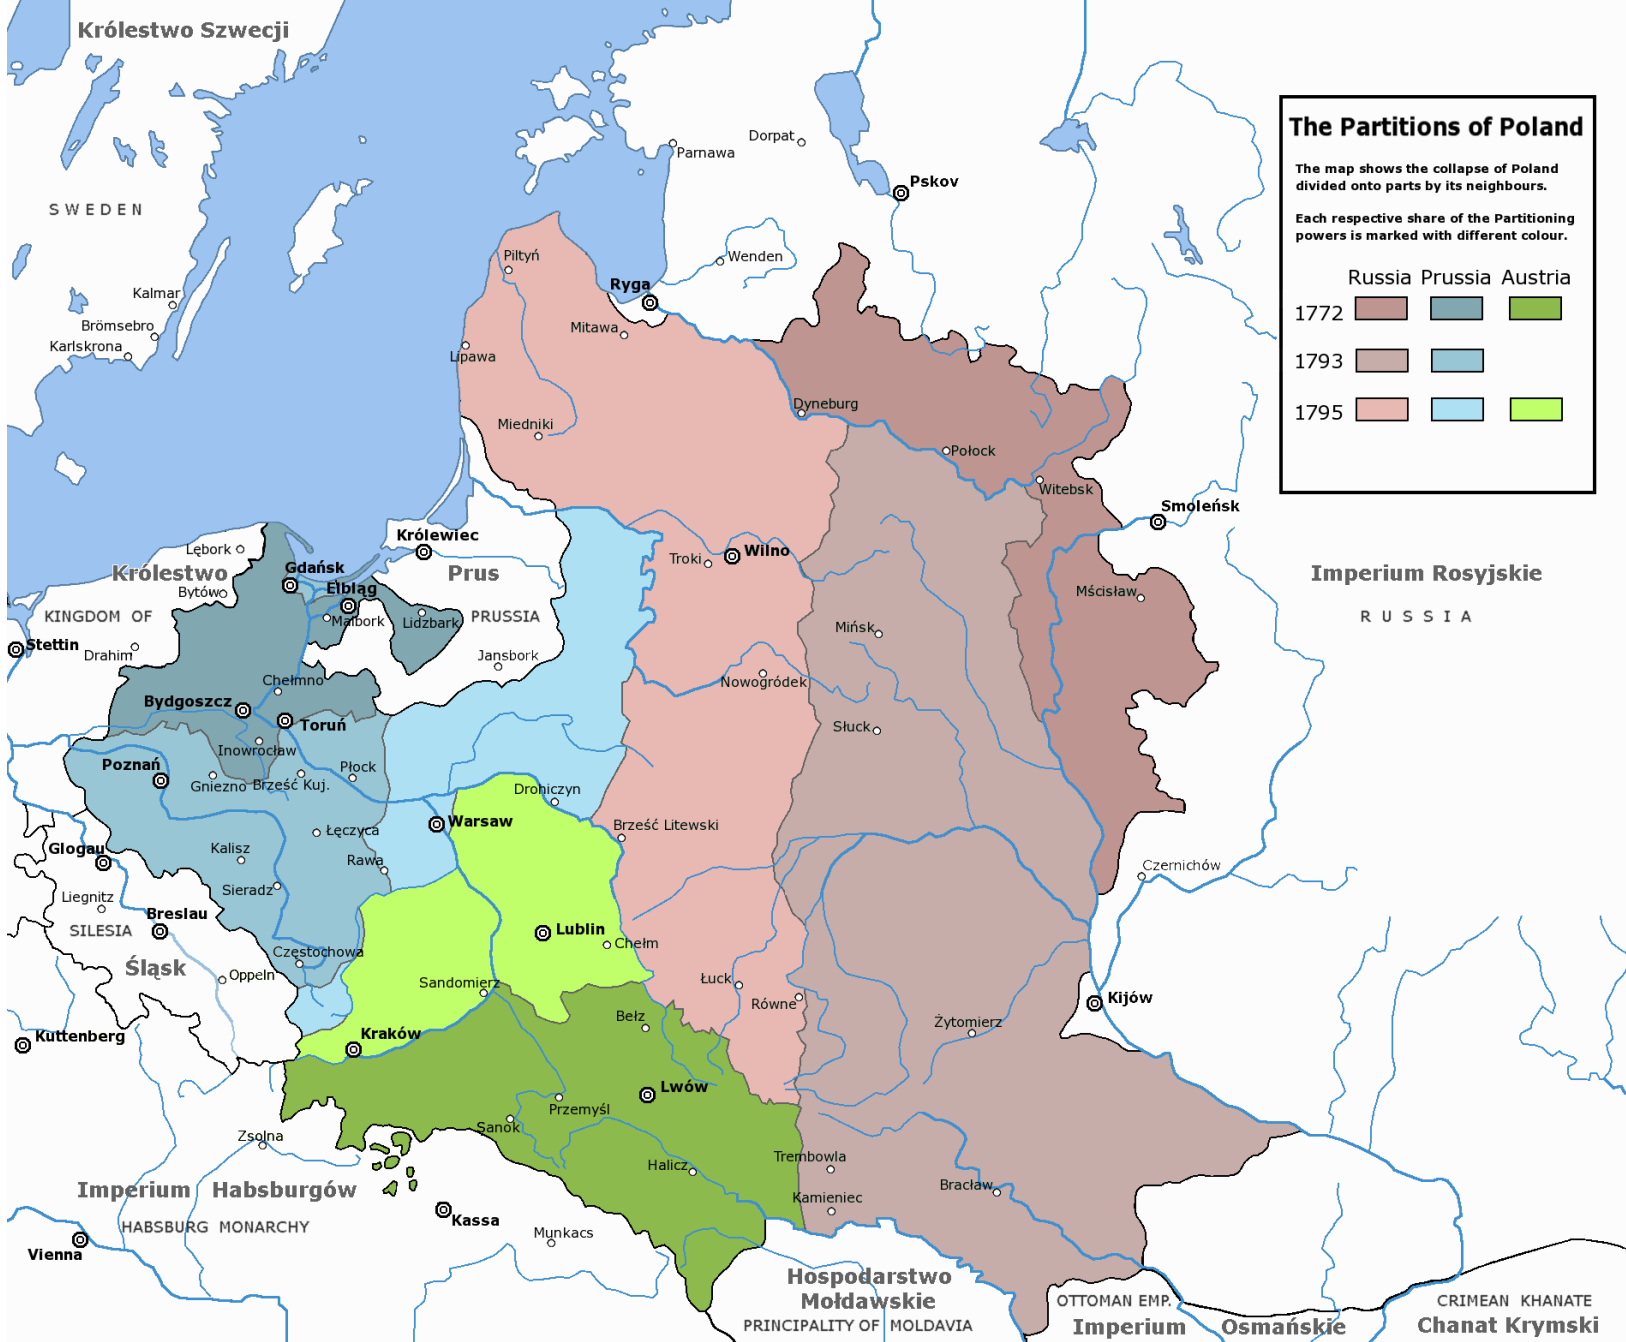 Królestwo Szwecji
SWEDEN
Kalmar
Brömsebro
Karlskrona
Parnawa
Dorpat
Pskov
Wenden
Ryga
Piltyń
Mitawa
Lipawa
Miedniki
Dyneburg
Połock
Witebsk
Smoleńsk
The Partitions of Poland
The map shows the collapse of Poland
divided onto parts by its neighbours.
Each respective share of the Partitioning
powers is marked with different colour.
Russia Prussia Austria
1772
1793
1795
Lębork
Królestwo
Bytów
KINGDOM OF
Stettin
Drahim
Gdańsk
Elbląg
Malbork
Lidzbark
Królewiec
Prus
PRUSSIA
Jansbork
Troki
Wilno
Mińsk
Mścisław
Imperium Rosyjskie
RUSSIA
Nowogródek
Słuck
Chełmno
Bydgoszcz
Toruń
Inowrocław
Poznań
Gniezno
Brześć Kuj.
Płock
Drohiczyn
Warsaw
Brześć Litewski
Łęczyca
Kalisz
Rawa
Sieradz
Glogau
Liegnitz
Breslau
SILESIA
Śląsk
Oppeln
Częstochowa
Lublin
Chełm
Sandomierz
Łuck
Równe
Czernichów
Kijów
Żytomierz
Kuttenberg
Kraków
Bełz
Lwów
Przemyśl
Sanok
Halicz
Trembowla
Kamieniec
Bracław
Zsolna
Imperium Habsburgów
HABSBURG MONARCHY
Vienna
Kassa
Munkacs
Hospodarstwo
Mołdawskie
PRINCIPALITY OF MOLDAVIA
OTTOMAN EMP.
Imperium Osmańskie
CRIMEAN KHANATE
Chanat Krymski